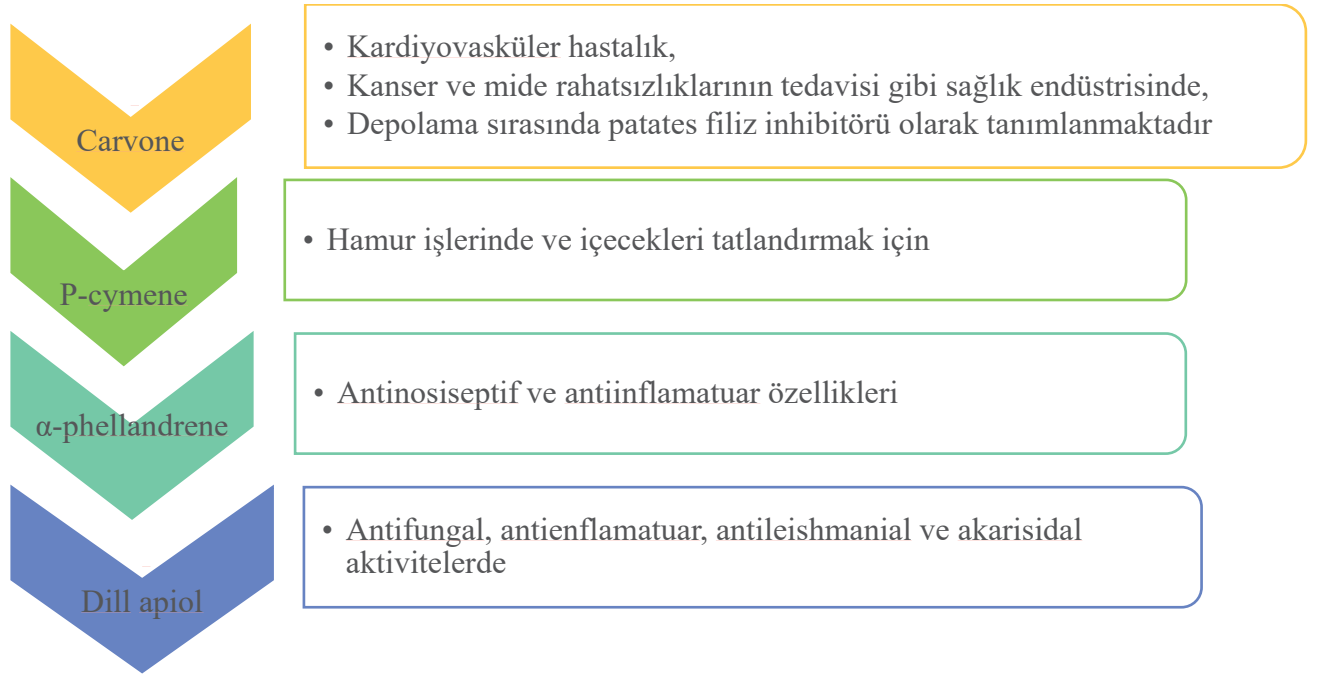 Carvone
• Kardiyovasküler hastalık,
• Kanser ve mide rahatsızlıklarının tedavisi gibi sağlık endüstrisinde,
• Depolama sırasında patates filiz inhibitörü olarak tanımlanmaktadır
P-cymene
• Hamur işlerinde ve içecekleri tatlandırmak için
α-phellandrene
• Antinosiseptif ve antiinflamatuar özellikleri
Dill apiol
• Antifungal, antienflamatuar, antileishmanial ve akarisidal
aktivitelerde